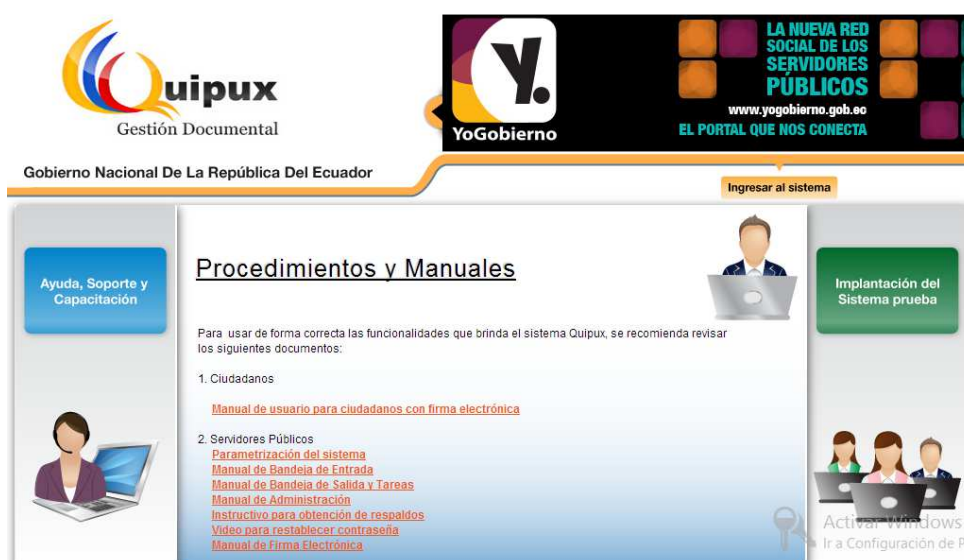 Quipux
Gestión Documental
Gobierno Nacional De La República Del Ecuador
Y.
YoGobierno
LA NUEVA RED
SOCIAL DE LOS
SERVIDORES
PÚBLICOS
www.yogobierno.gob.ec
EL PORTAL QUE NOS CONECTA
Ingresar al sistema
Ayuda, Soporte y
Capacitación
Procedimientos y Manuales
Para usar de forma correcta las funcionalidades que brinda el sistema Quipux, se recomienda revisar
los siguientes documentos:
1. Ciudadanos
Manual de usuario para ciudadanos con firma electrónica
2. Servidores Públicos
Parametrización del sistema
Manual de Bandeja de Entrada
Manual de Bandeja de Salida y Tareas
Manual de Administración
Instructivo para obtención de respaldos
Video para restablecer contraseña
Manual de Firma Electrónica
Implantación del
Sistema prueba
Activar Windows
Ir a Configuración de P